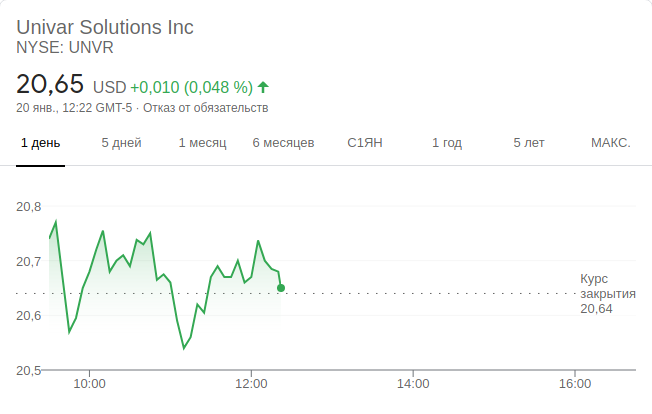 Univar Solutions Inc
NYSE: UNVR
20,65 USD +0,010 (0,048 %)
20 янв., 12:22 GMT-5 · Отказ от обязательств
1 день 5 дней 1 месяц 6 месяцев С1ЯН 1 год 5 лет МАКС.
20,8
20,7
Курс
закрытия
20,64
20,6
20,5
10:00 12:00 14:00 16:00